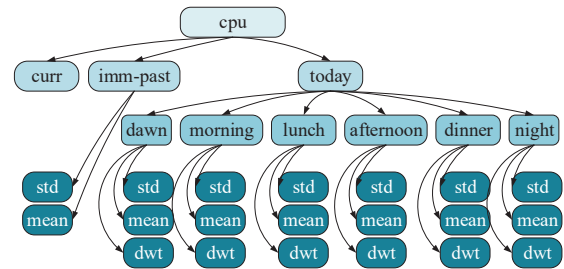 cpu
curr imm-past today
dawn morning lunch afternoon dinner night
std std std std std std std
mean mean mean mean mean mean mean
dwt dwt dwt dwt dwt dwt